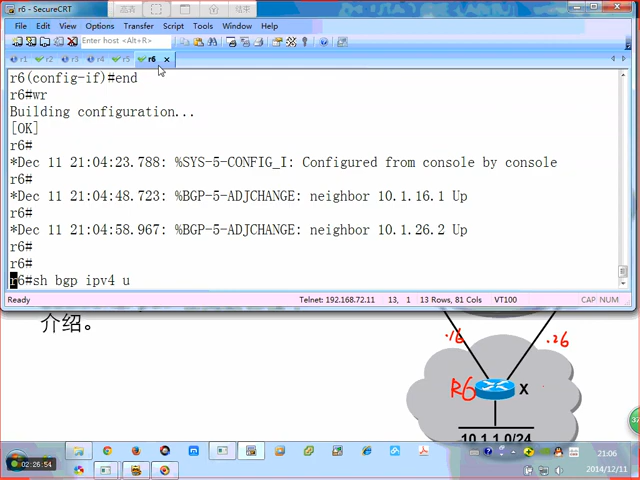 r6 - SecureCRT
File Edit View Options Transfer Script Tools Window Help
Enter host <Alt+R>
r1 r2 r3 r4 r5 r6
r6(config-if)#end
r6#wr
Building configuration...
[OK]
r6#
*Dec 11 21:04:23.788: %SYS-5-CONFIG_I: Configured from console by console
r6#
*Dec 11 21:04:48.723: %BGP-5-ADJCHANGE: neighbor 10.1.16.1 Up
r6#
*Dec 11 21:04:58.967: %BGP-5-ADJCHANGE: neighbor 10.1.26.2 Up
r6#
r6#
r6#sh bgp ipv4 u
Ready Telnet: 192.168.72.11 13, 1 13 Rows, 81 Cols VT100 CAP NUM
介绍。
.16 .26
R6 X
10.1.1.0/24
21:06
02:26:54
2014/12/11